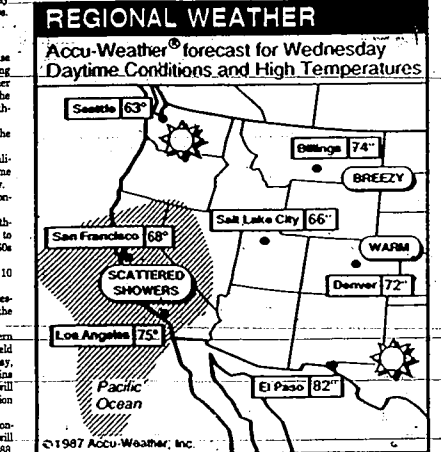 REGIONAL WEATHER
Accu-Weather® forecast for Wednesday
Daytime Conditions and High Temperatures
Seattle 63°
Billings 74°
BREEZY
Salt Lake City 66°
San Francisco 68°
WARM
SCATTERED
SHOWERS
Denver 72°
Los Angeles 75°
El Paso 82°
Pacific
Ocean
©1987 Accu-Weather, Inc.